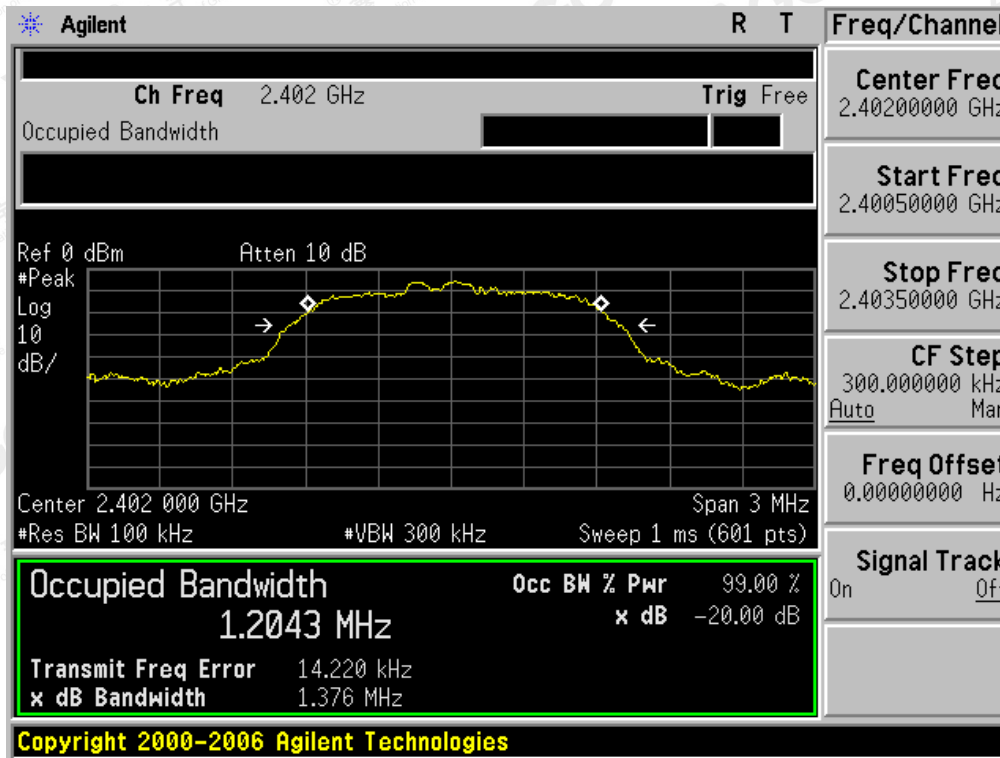 Agilent
R T
Freq/Channel
Ch Freq 2.402 GHz
Trig Free
Occupied Bandwidth
Center Freq
2.40200000 GHz
Start Freq
2.40050000 GHz
Stop Freq
2.40350000 GHz
CF Step
300.000000 kHz
Auto Man
Freq Offset
0.00000000 Hz
Signal Track
On Off
Ref 0 dBm
Atten 10 dB
#Peak
Log
10
dB/
Center 2.402 000 GHz
Span 3 MHz
#Res BW 100 kHz
#VBW 300 kHz
Sweep 1 ms (601 pts)
Occupied Bandwidth
1.2043 MHz
Occ BW % Pwr 99.00 %
x dB -20.00 dB
Transmit Freq Error 14.220 kHz
x dB Bandwidth 1.376 MHz
Copyright 2000-2006 Agilent Technologies